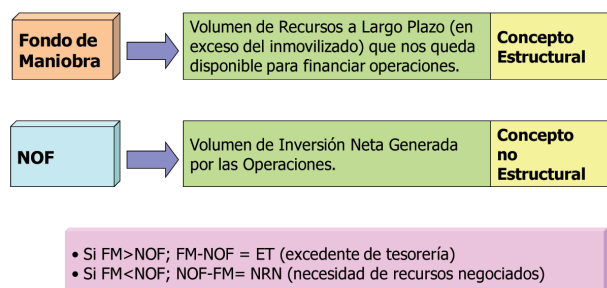 Fondo de
Maniobra
Volumen de Recursos a Largo Plazo (en
exceso del inmovilizado) que nos queda
disponible para financiar operaciones.
Concepto
Estructural
NOF
Volumen de Inversión Neta Generada
por las Operaciones.
Concepto
no
Estructural
• Si FM>NOF; FM-NOF = ET (excedente de tesorería)
• Si FM<NOF; NOF-FM= NRN (necesidad de recursos negociados)